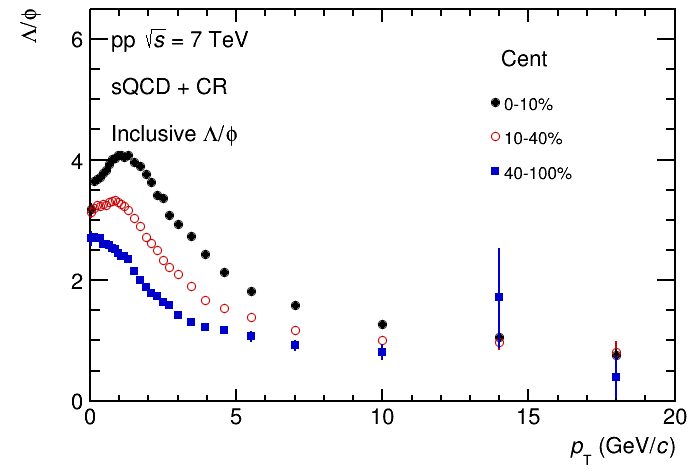 Λ/φ
6
pp √s = 7 TeV
Cent
sQCD + CR
0-10%
Inclusive Λ/φ
10-40%
4
40-100%
2
0
0 5 10 15 20
p_T (GeV/c)